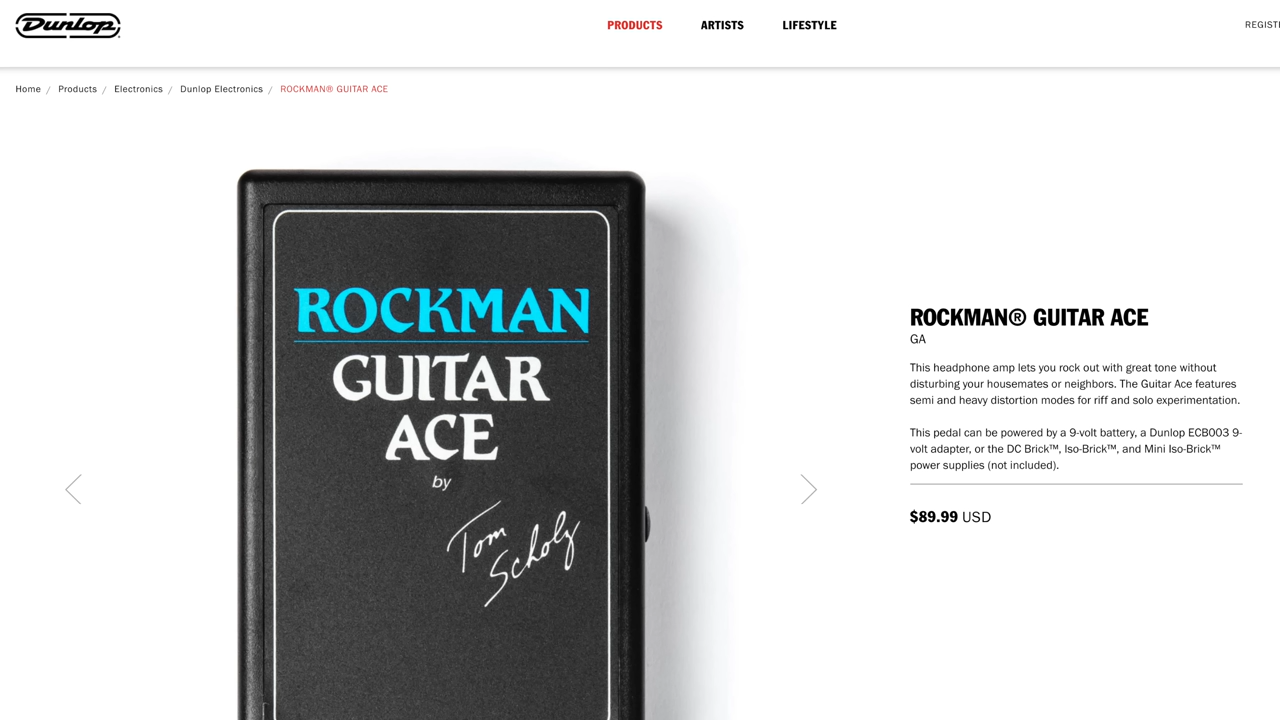 Dunlop
PRODUCTS
ARTISTS
LIFESTYLE
Home / Products / Electronics / Dunlop Electronics / ROCKMAN® GUITAR ACE
ROCKMAN
GUITAR
ACE
by
Tom
Scholz
ROCKMAN® GUITAR ACE
GA
This headphone amp lets you rock out with great tone without
disturbing your housemates or neighbors. The Guitar Ace features
semi and heavy distortion modes for riff and solo experimentation.
This pedal can be powered by a 9-volt battery, a Dunlop ECB003 9-
volt adapter, or the DC Brick™, Iso-Brick™, and Mini Iso-Brick™
power supplies (not included).
$89.99 USD